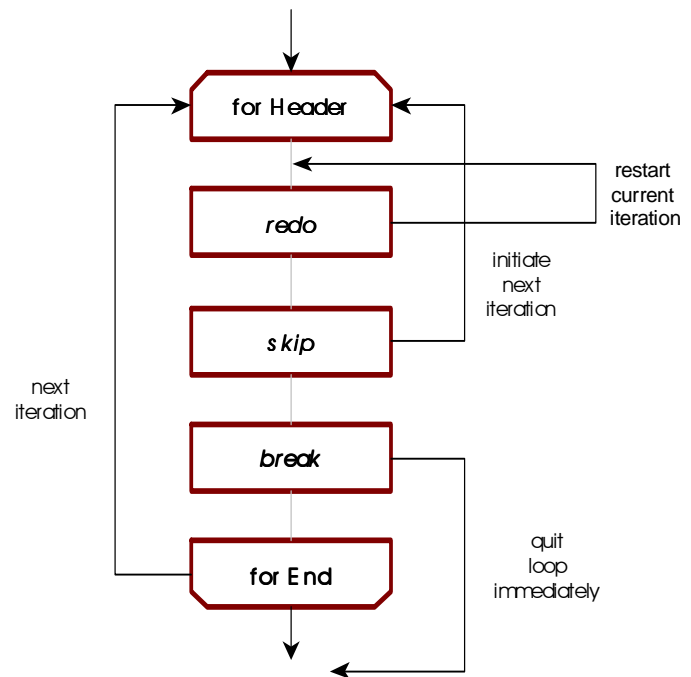 for Header
restart
current
iteration
redo
initiate
next
iteration
skip
next
iteration
break
quit
loop
immediately
for End